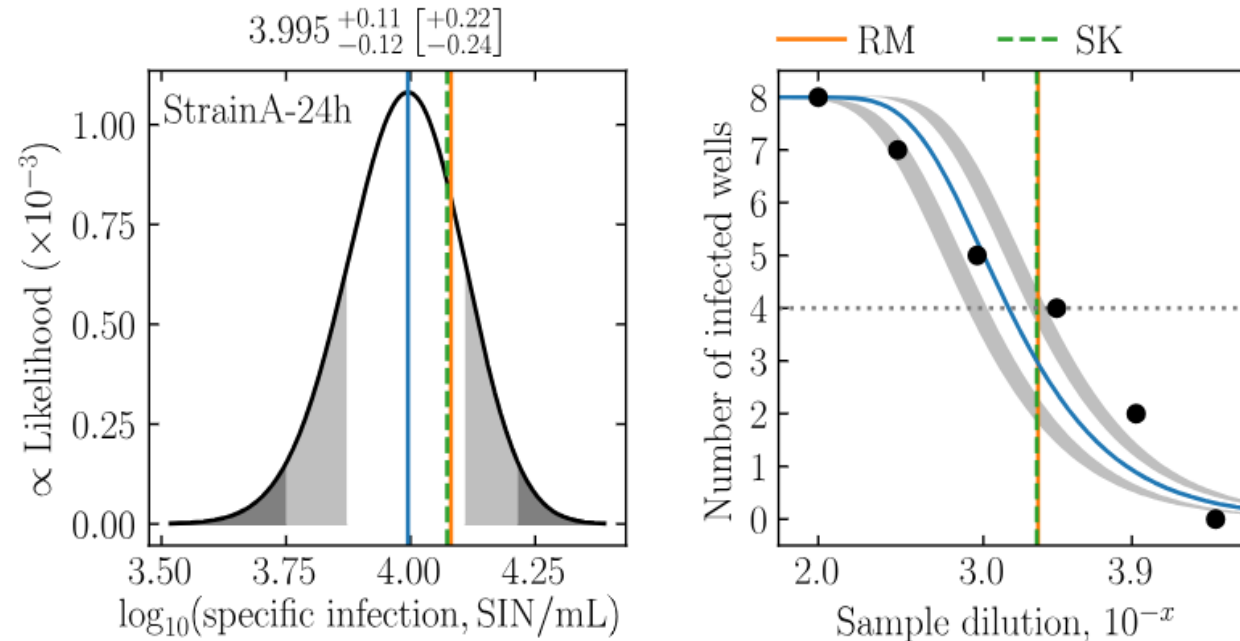 3.995 +0.11 −0.12 [+0.22 −0.24]
StrainA-24h
∝ Likelihood (×10⁻³)
1.00
0.75
0.50
0.25
0.00
3.50 3.75 4.00 4.25
log₁₀(specific infection, SIN/mL)
RM SK
Number of infected wells
8
7
6
5
4
3
2
1
0
2.0 3.0 3.9
Sample dilution, 10⁻ˣ